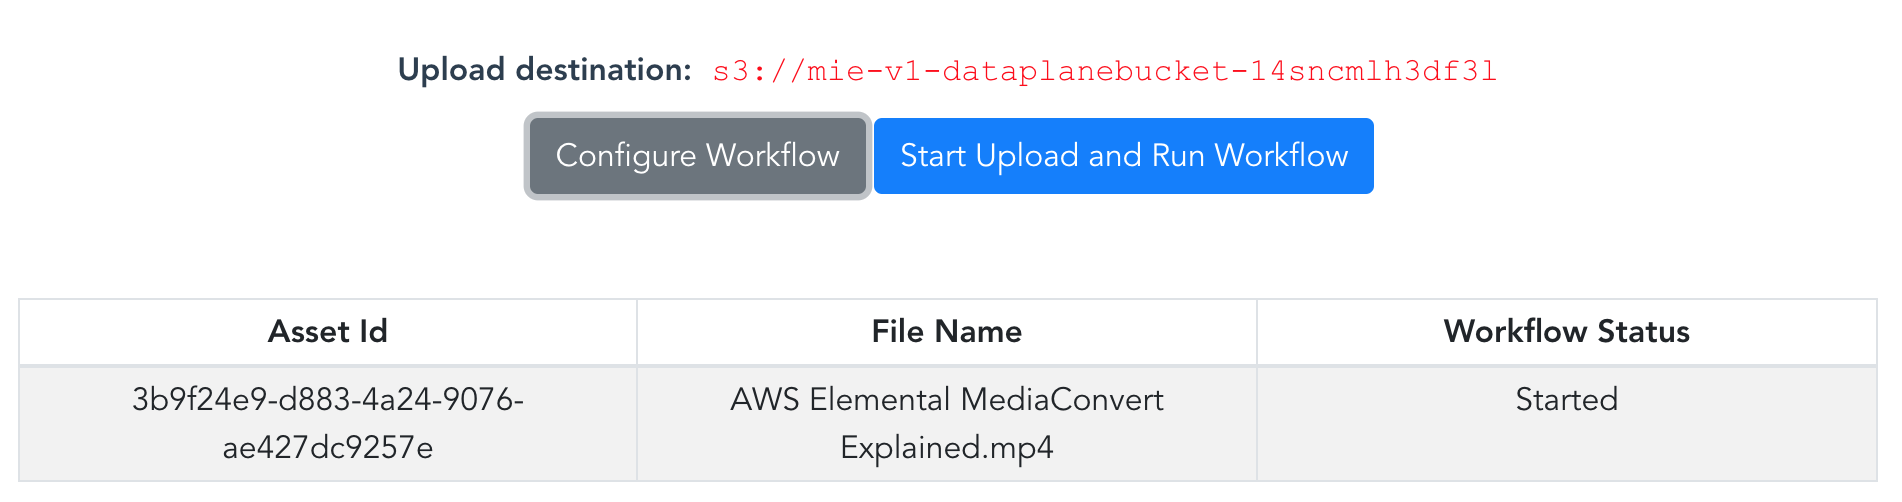 Upload destination: s3://mie-v1-dataplanebucket-14sncmlh3df3l
Configure Workflow Start Upload and Run Workflow
Asset Id File Name Workflow Status
3b9f24e9-d883-4a24-9076- AWS Elemental MediaConvert Started
ae427dc9257e Explained.mp4